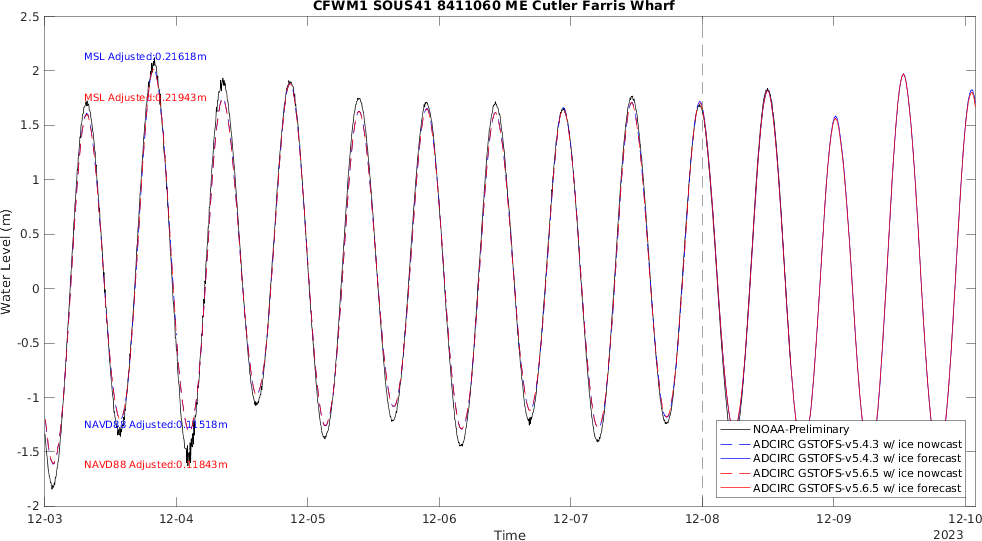 CFWM1 SOUS41 8411060 ME Cutler Farris Wharf
2.5
2
1.5
1
0.5
0
-0.5
-1
-1.5
-2
Water Level (m)
MSL Adjusted:0.21618m
MSL Adjusted:0.21943m
NAVD88 Adjusted:0.11518m
NAVD88 Adjusted:0.11843m
NOAA-Preliminary
ADCIRC GSTOFS-v5.4.3 w/ ice nowcast
ADCIRC GSTOFS-v5.4.3 w/ ice forecast
ADCIRC GSTOFS-v5.6.5 w/ ice nowcast
ADCIRC GSTOFS-v5.6.5 w/ ice forecast
12-03 12-04 12-05 12-06 12-07 12-08 12-09 12-10
Time
2023